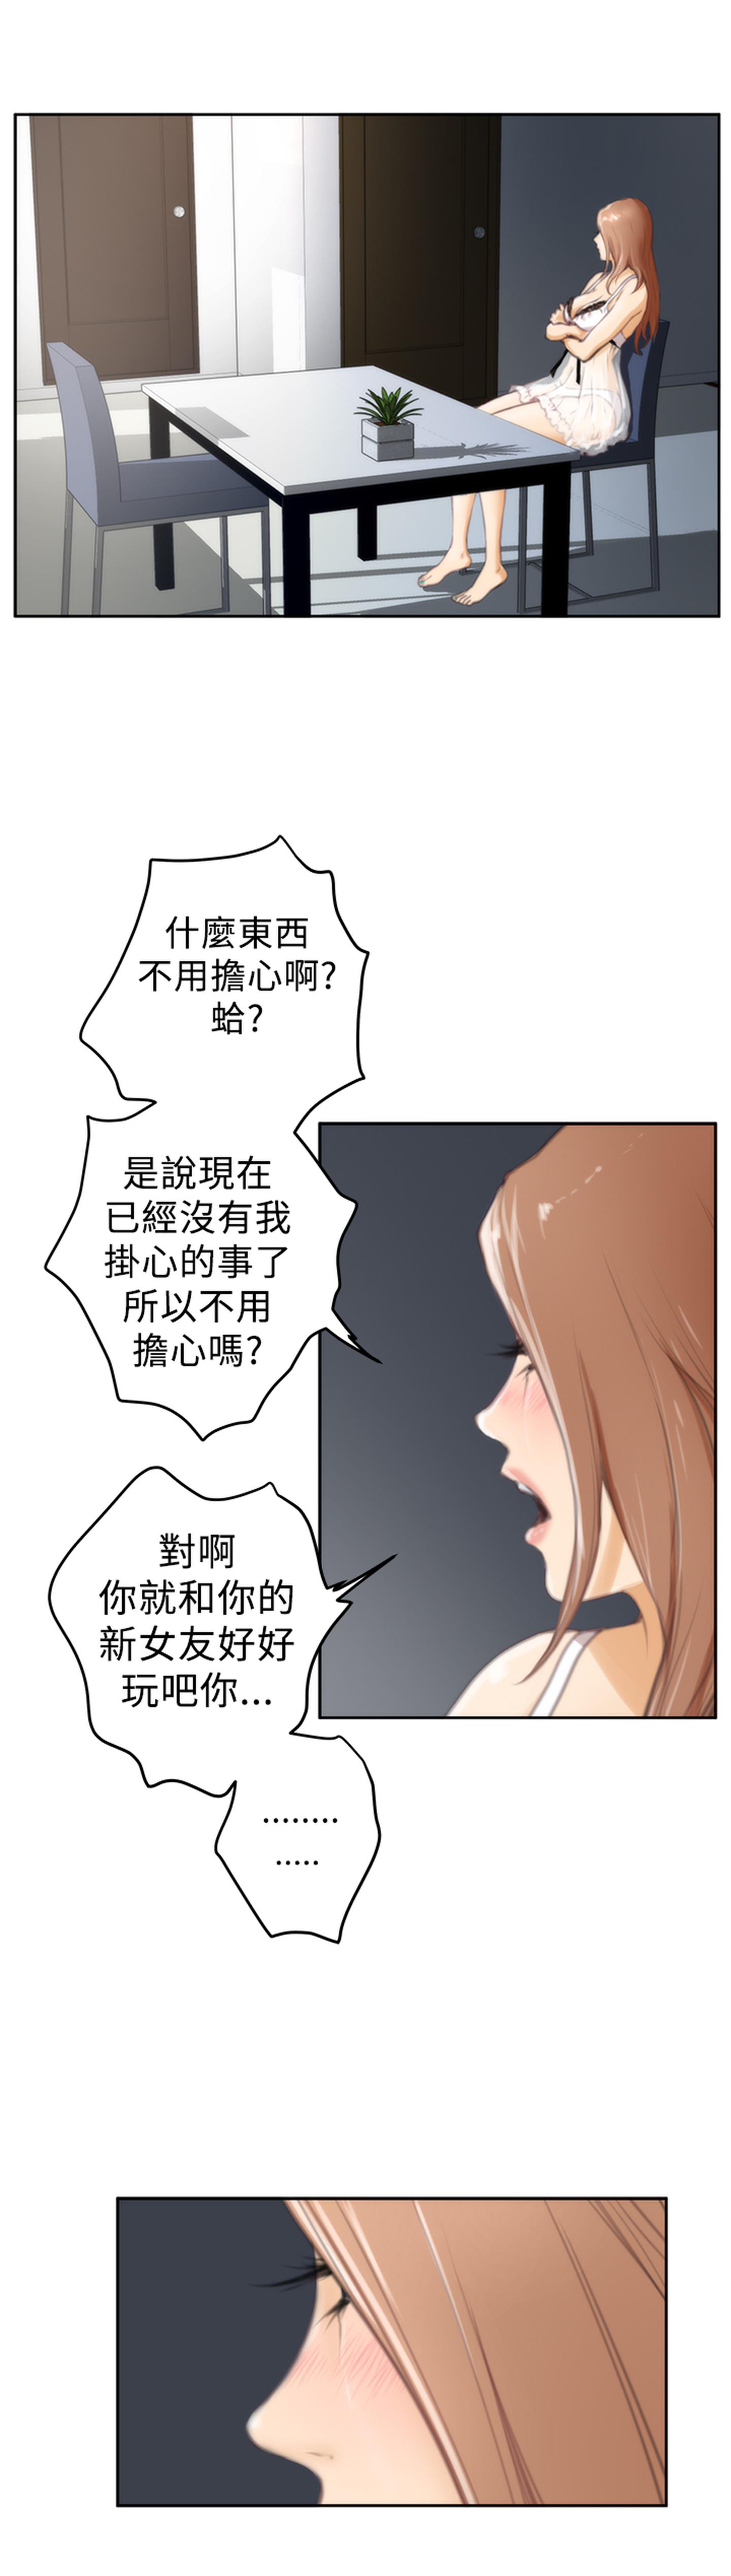 什麼東西
不用擔心啊?
蛤?
是說現在
已經沒有我
掛心的事了
所以不用
擔心嗎?
對啊
你就和你的
新女友好好
玩吧你...
........
.....